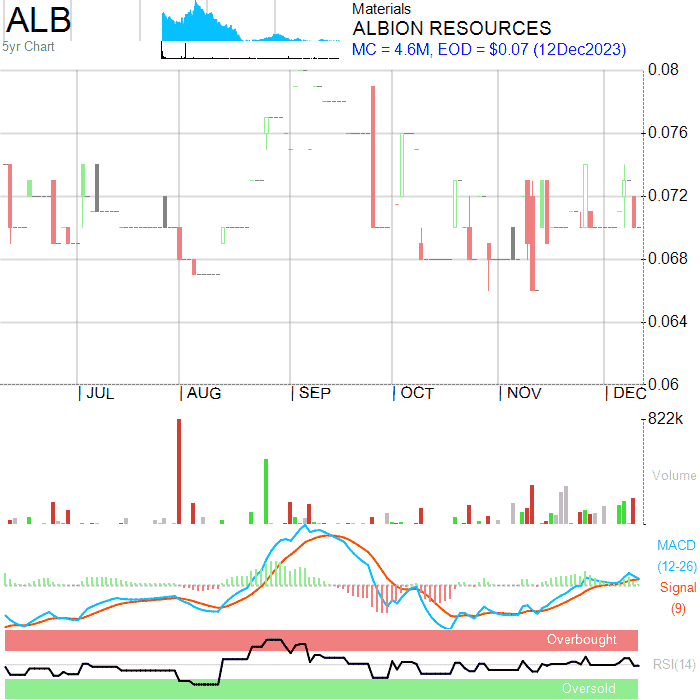 ALB
5yr Chart
Materials
ALBION RESOURCES
MC = 4.6M, EOD = $0.07 (12Dec2023)
0.08
0.076
0.072
0.068
0.064
0.06
JUL AUG SEP OCT NOV DEC
822k
Volume
MACD
(12-26)
Signal
(9)
Overbought
RSI(14)
Oversold